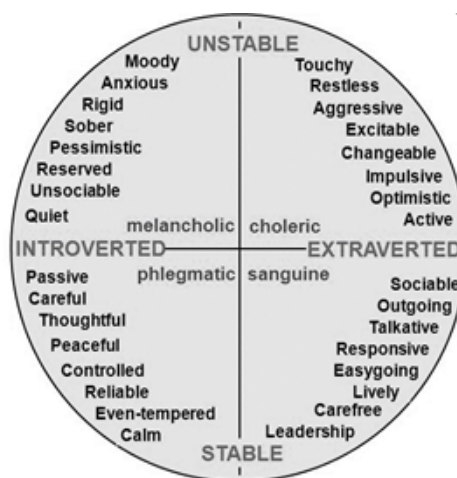 UNSTABLE
Moody
Anxious
Rigid
Sober
Pessimistic
Reserved
Unsociable
Quiet
Touchy
Restless
Aggressive
Excitable
Changeable
Impulsive
Optimistic
Active
melancholic choleric
INTROVERTED EXTRAVERTED
phlegmatic sanguine
Passive
Careful
Thoughtful
Peaceful
Controlled
Reliable
Even-tempered
Calm
Sociable
Outgoing
Talkative
Responsive
Easygoing
Lively
Carefree
Leadership
STABLE